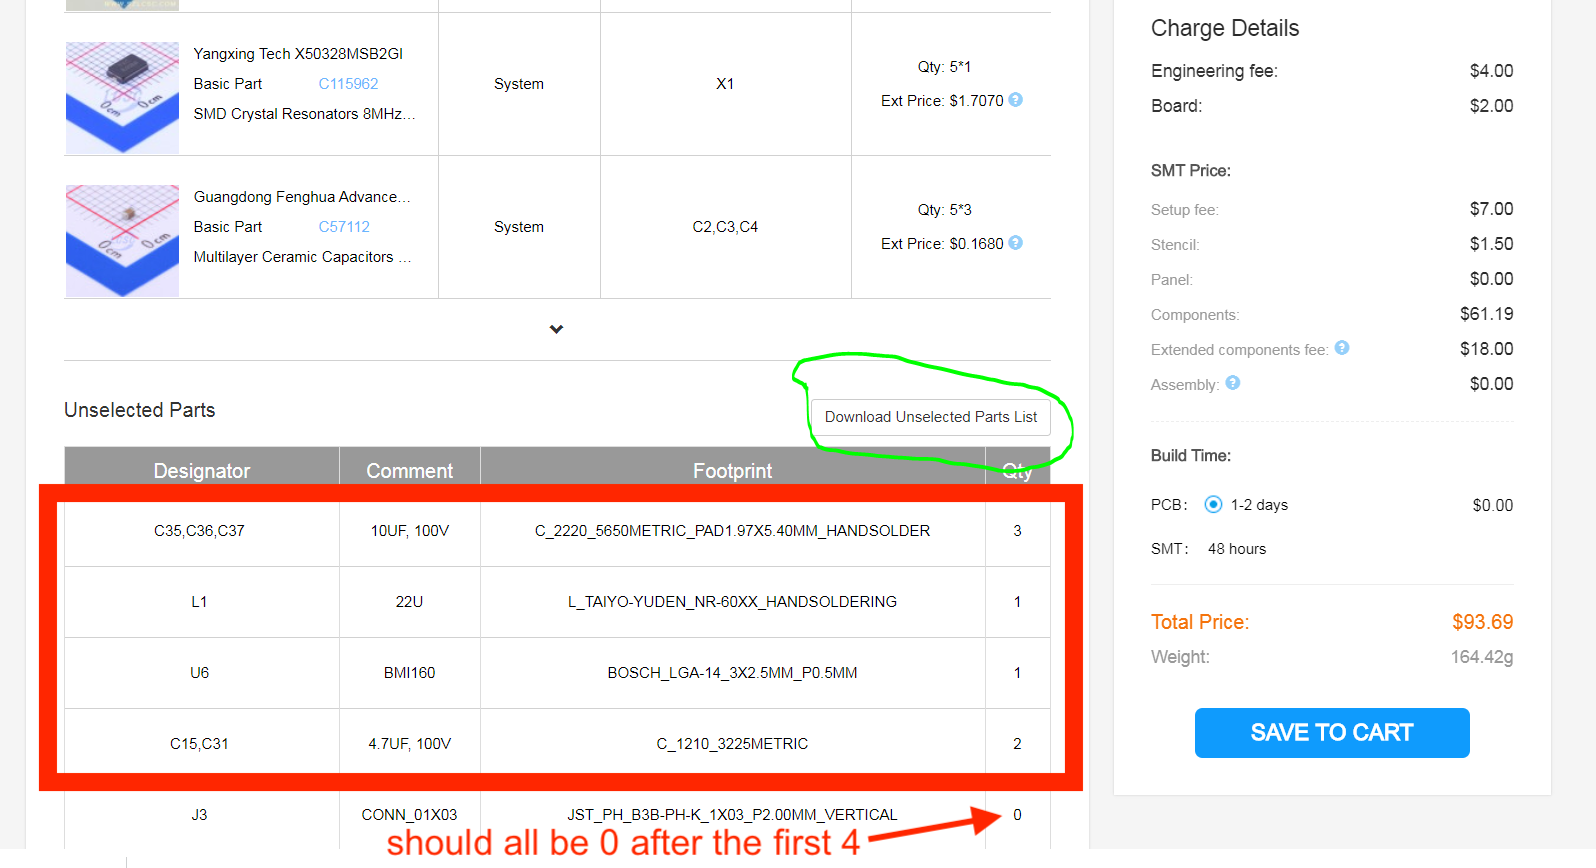 Yangxing Tech X50328MSB2GI
Basic Part C115962
SMD Crystal Resonators 8MHz...
System
X1
Qty: 5*1
Ext Price: $1.7070 ?
Guangdong Fenghua Advance...
Basic Part C57112
Multilayer Ceramic Capacitors ...
System
C2,C3,C4
Qty: 5*3
Ext Price: $0.1680 ?
Unselected Parts
Download Unselected Parts List
Designator Comment Footprint Qty
C35,C36,C37 10UF, 100V C_2220_5650METRIC_PAD1.97X5.40MM_HANDSOLDER 3
L1 22U L_TAIYO-YUDEN_NR-60XX_HANDSOLDERING 1
U6 BMI160 BOSCH_LGA-14_3X2.5MM_P0.5MM 1
C15,C31 4.7UF, 100V C_1210_3225METRIC 2
J3 CONN_01X03 JST_PH_B3B-PH-K_1X03_P2.00MM_VERTICAL 0
should all be 0 after the first 4
Charge Details
Engineering fee: $4.00
Board: $2.00
SMT Price:
Setup fee: $7.00
Stencil: $1.50
Panel: $0.00
Components: $61.19
Extended components fee: ? $18.00
Assembly: ? $0.00
Build Time:
PCB: 1-2 days $0.00
SMT: 48 hours
Total Price: $93.69
Weight: 164.42g
SAVE TO CART